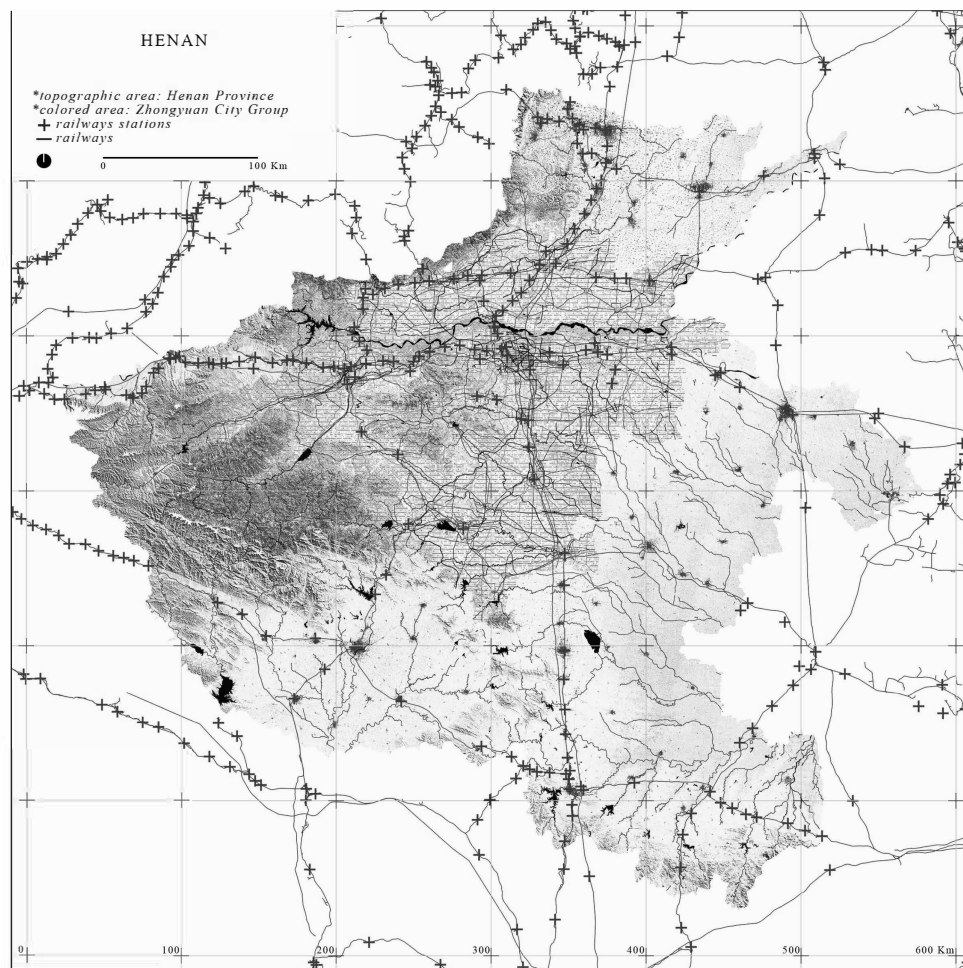 HENAN
*topographic area: Henan Province
*colored area: Zhongyuan City Group
railways stations
railways
0 100 Km
0 100 200 300 400 500 600 Km